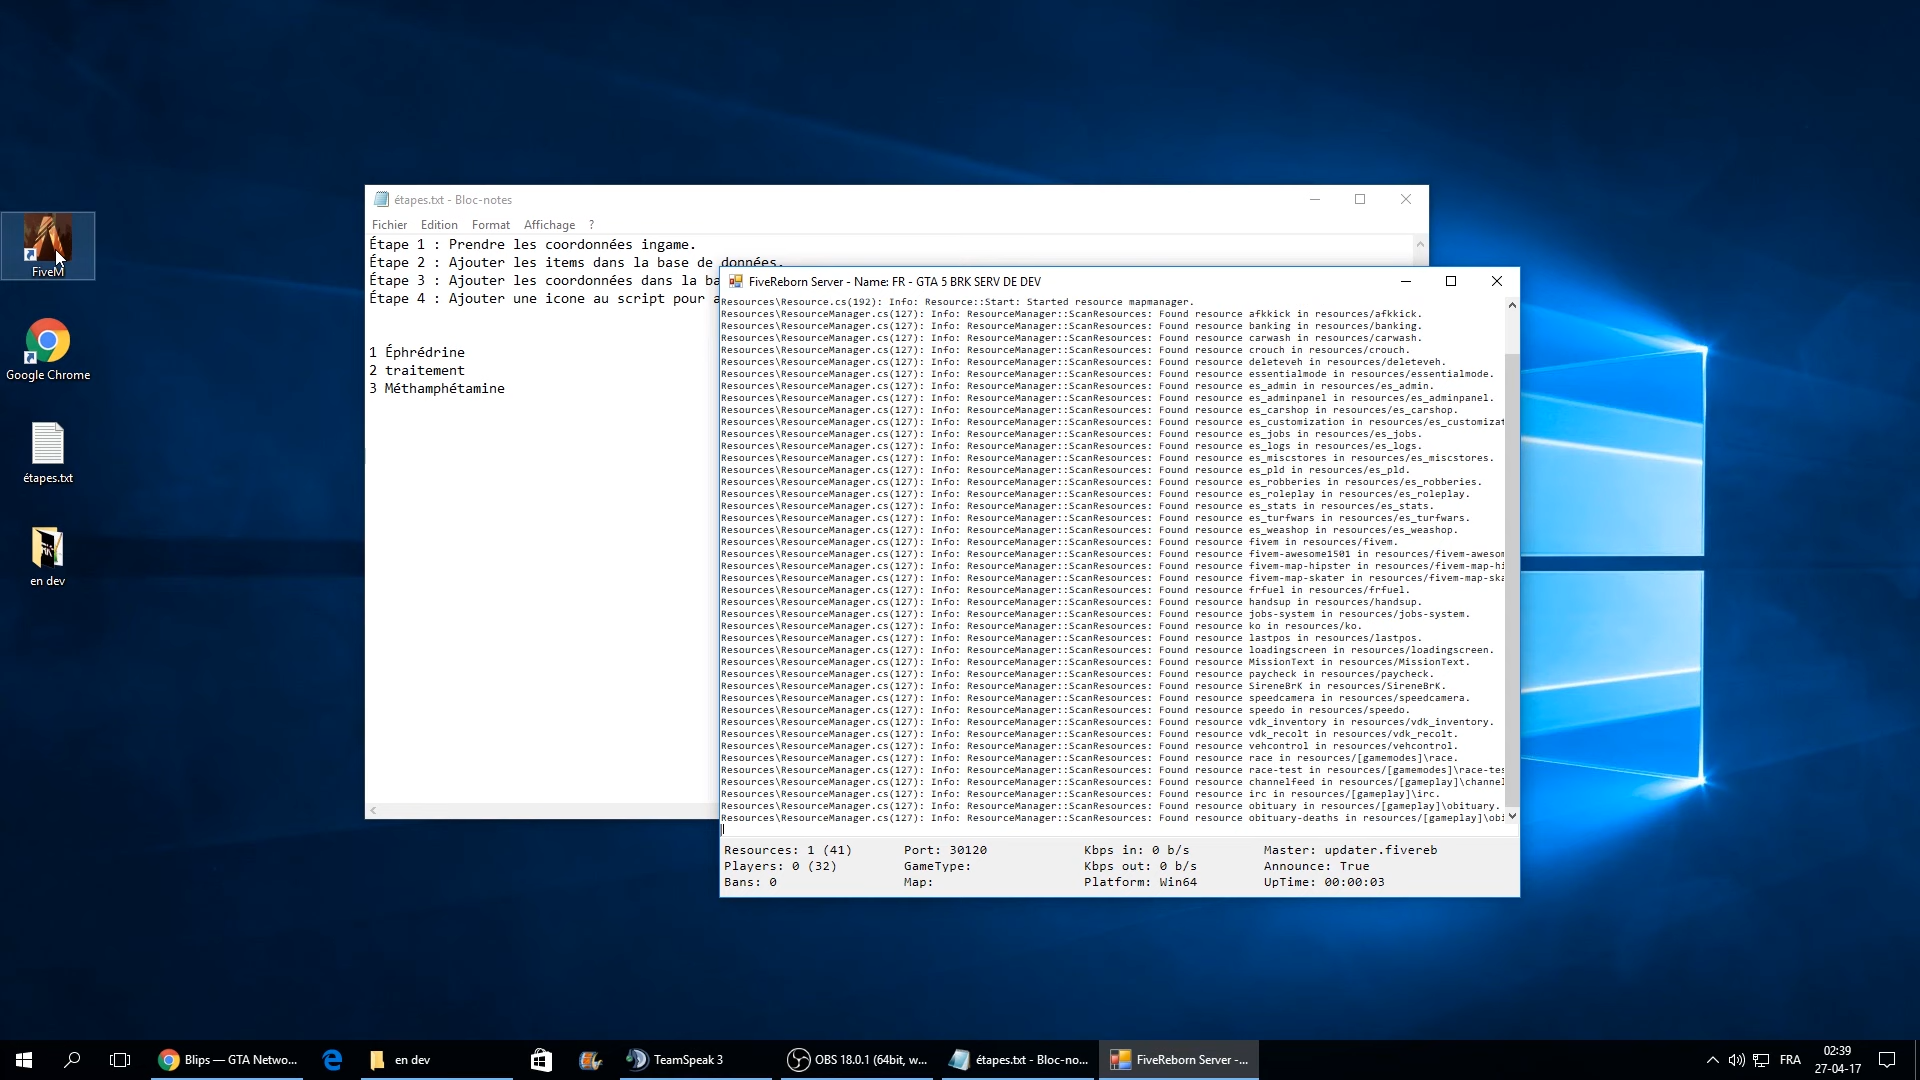 FiveM
Google Chrome
étapes.txt
en dev
étapes.txt - Bloc-notes
Fichier Edition Format Affichage ?
Étape 1 : Prendre les coordonnées ingame.
Étape 2 : Ajouter les items dans la base de données.
Étape 3 : Ajouter les coordonnées dans la ba
Étape 4 : Ajouter une icone au script pour a
1 Éphrédrine
2 traitement
3 Méthamphétamine
FiveReborn Server - Name: FR - GTA 5 BRK SERV DE DEV
Resources\Resource.cs(192): Info: Resource::Start: Started resource mapmanager.
Resources\ResourceManager.cs(127): Info: ResourceManager::ScanResources: Found resource afkkick in resources/afkkick.
Resources\ResourceManager.cs(127): Info: ResourceManager::ScanResources: Found resource banking in resources/banking.
Resources\ResourceManager.cs(127): Info: ResourceManager::ScanResources: Found resource carwash in resources/carwash.
Resources\ResourceManager.cs(127): Info: ResourceManager::ScanResources: Found resource crouch in resources/crouch.
Resources\ResourceManager.cs(127): Info: ResourceManager::ScanResources: Found resource deleteveh in resources/deleteveh.
Resources\ResourceManager.cs(127): Info: ResourceManager::ScanResources: Found resource essentialmode in resources/essentialmode.
Resources\ResourceManager.cs(127): Info: ResourceManager::ScanResources: Found resource es_admin in resources/es_admin.
Resources\ResourceManager.cs(127): Info: ResourceManager::ScanResources: Found resource es_adminpanel in resources/es_adminpanel.
Resources\ResourceManager.cs(127): Info: ResourceManager::ScanResources: Found resource es_carshop in resources/es_carshop.
Resources\ResourceManager.cs(127): Info: ResourceManager::ScanResources: Found resource es_customization in resources/es_customizat
Resources\ResourceManager.cs(127): Info: ResourceManager::ScanResources: Found resource es_jobs in resources/es_jobs.
Resources\ResourceManager.cs(127): Info: ResourceManager::ScanResources: Found resource es_logs in resources/es_logs.
Resources\ResourceManager.cs(127): Info: ResourceManager::ScanResources: Found resource es_miscstores in resources/es_miscstores.
Resources\ResourceManager.cs(127): Info: ResourceManager::ScanResources: Found resource es_pld in resources/es_pld.
Resources\ResourceManager.cs(127): Info: ResourceManager::ScanResources: Found resource es_robberies in resources/es_robberies.
Resources\ResourceManager.cs(127): Info: ResourceManager::ScanResources: Found resource es_roleplay in resources/es_roleplay.
Resources\ResourceManager.cs(127): Info: ResourceManager::ScanResources: Found resource es_stats in resources/es_stats.
Resources\ResourceManager.cs(127): Info: ResourceManager::ScanResources: Found resource es_turfwars in resources/es_turfwars.
Resources\ResourceManager.cs(127): Info: ResourceManager::ScanResources: Found resource es_weashop in resources/es_weashop.
Resources\ResourceManager.cs(127): Info: ResourceManager::ScanResources: Found resource fivem in resources/fivem.
Resources\ResourceManager.cs(127): Info: ResourceManager::ScanResources: Found resource fivem-awesome1501 in resources/fivem-awesom
Resources\ResourceManager.cs(127): Info: ResourceManager::ScanResources: Found resource fivem-map-hipster in resources/fivem-map-hi
Resources\ResourceManager.cs(127): Info: ResourceManager::ScanResources: Found resource fivem-map-skater in resources/fivem-map-ska
Resources\ResourceManager.cs(127): Info: ResourceManager::ScanResources: Found resource frfuel in resources/frfuel.
Resources\ResourceManager.cs(127): Info: ResourceManager::ScanResources: Found resource handsup in resources/handsup.
Resources\ResourceManager.cs(127): Info: ResourceManager::ScanResources: Found resource jobs-system in resources/jobs-system.
Resources\ResourceManager.cs(127): Info: ResourceManager::ScanResources: Found resource ko in resources/ko.
Resources\ResourceManager.cs(127): Info: ResourceManager::ScanResources: Found resource lastpos in resources/lastpos.
Resources\ResourceManager.cs(127): Info: ResourceManager::ScanResources: Found resource loadingscreen in resources/loadingscreen.
Resources\ResourceManager.cs(127): Info: ResourceManager::ScanResources: Found resource MissionText in resources/MissionText.
Resources\ResourceManager.cs(127): Info: ResourceManager::ScanResources: Found resource paycheck in resources/paycheck.
Resources\ResourceManager.cs(127): Info: ResourceManager::ScanResources: Found resource SireneBrK in resources/SireneBrK.
Resources\ResourceManager.cs(127): Info: ResourceManager::ScanResources: Found resource speedcamera in resources/speedcamera.
Resources\ResourceManager.cs(127): Info: ResourceManager::ScanResources: Found resource speedo in resources/speedo.
Resources\ResourceManager.cs(127): Info: ResourceManager::ScanResources: Found resource vdk_inventory in resources/vdk_inventory.
Resources\ResourceManager.cs(127): Info: ResourceManager::ScanResources: Found resource vdk_recolt in resources/vdk_recolt.
Resources\ResourceManager.cs(127): Info: ResourceManager::ScanResources: Found resource vehcontrol in resources/vehcontrol.
Resources\ResourceManager.cs(127): Info: ResourceManager::ScanResources: Found resource race in resources/[gamemodes]\race.
Resources\ResourceManager.cs(127): Info: ResourceManager::ScanResources: Found resource race-test in resources/[gamemodes]\race-tes
Resources\ResourceManager.cs(127): Info: ResourceManager::ScanResources: Found resource channelfeed in resources/[gameplay]\channel
Resources\ResourceManager.cs(127): Info: ResourceManager::ScanResources: Found resource irc in resources/[gameplay]\irc.
Resources\ResourceManager.cs(127): Info: ResourceManager::ScanResources: Found resource obituary in resources/[gameplay]\obituary.
Resources\ResourceManager.cs(127): Info: ResourceManager::ScanResources: Found resource obituary-deaths in resources/[gameplay]\obi
Resources: 1 (41) Port: 30120 Kbps in: 0 b/s Master: updater.fivereb
Players: 0 (32) GameType: Kbps out: 0 b/s Announce: True
Bans: 0 Map: Platform: Win64 UpTime: 00:00:03
Blips — GTA Netwo... en dev TeamSpeak 3 OBS 18.0.1 (64bit, w... étapes.txt - Bloc-no... FiveReborn Server -... FRA 02:39
27-04-17